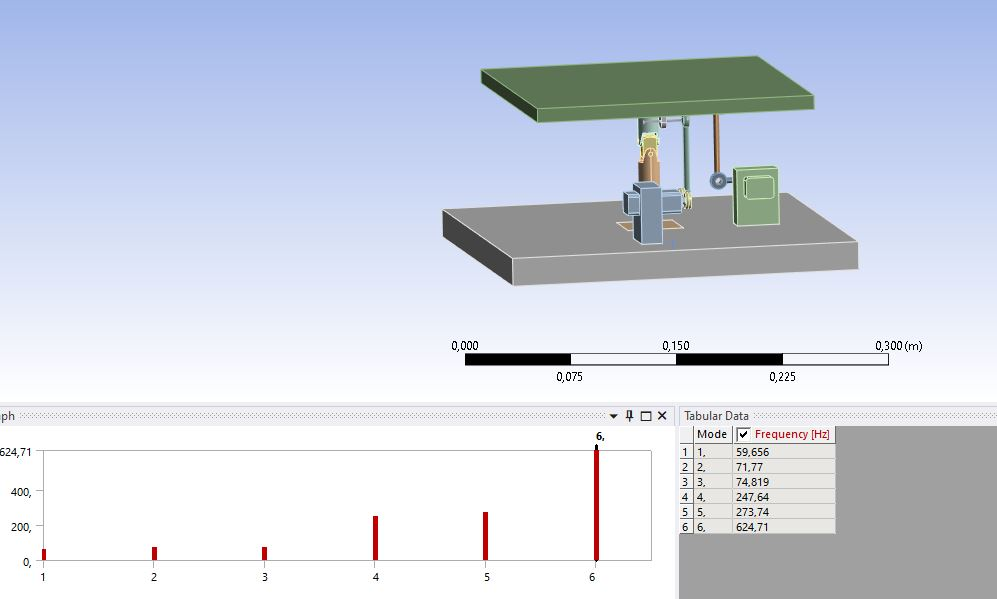 0,000 0,150 0,300 (m)
0,075 0,225
ph
Tabular Data
Mode Frequency [Hz]
1 1, 59,656
2 2, 71,77
3 3, 74,819
4 4, 247,64
5 5, 273,74
6 6, 624,71
6,
624,71
400,
200,
0,
1 2 3 4 5 6